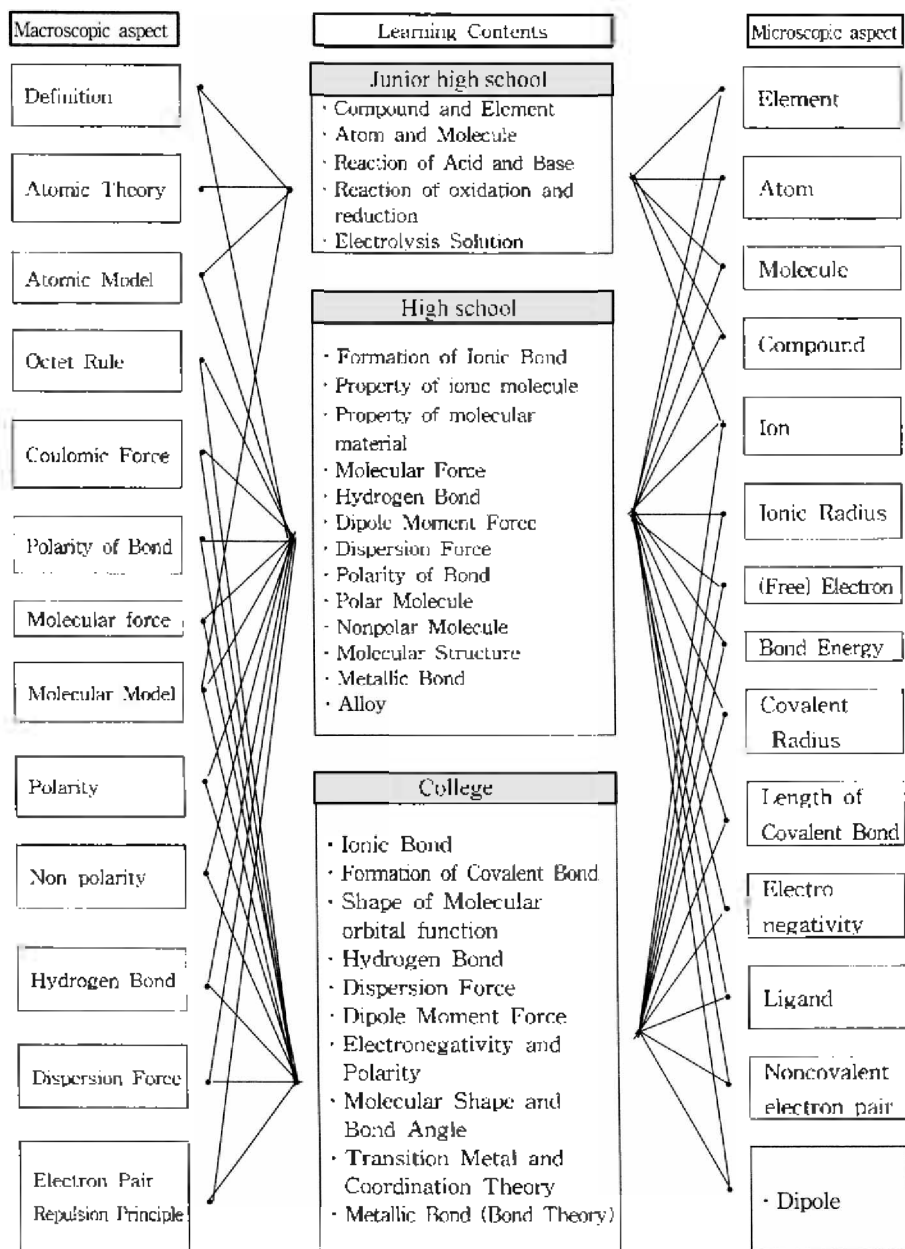 Macroscopic aspect
Definition
Atomic Theory
Atomic Model
Octet Rule
Coulomic Force
Polarity of Bond
Molecular force
Molecular Model
Polarity
Non polarity
Hydrogen Bond
Dispersion Force
Electron Pair
Repulsion Principle
Learning Contents
Junior high school
· Compound and Element
· Atom and Molecule
· Reaction of Acid and Base
· Reaction of oxidation and
reduction
· Electrolysis Solution
High school
· Formation of Ionic Bond
· Property of ionic molecule
· Property of molecular
material
· Molecular Force
· Hydrogen Bond
· Dipole Moment Force
· Dispersion Force
· Polarity of Bond
· Polar Molecule
· Nonpolar Molecule
· Molecular Structure
· Metallic Bond
· Alloy
College
· Ionic Bond
· Formation of Covalent Bond
· Shape of Molecular
orbital function
· Hydrogen Bond
· Dispersion Force
· Dipole Moment Force
· Electronegativity and
Polarity
· Molecular Shape and
Bond Angle
· Transition Metal and
Coordination Theory
· Metallic Bond (Bond Theory)
Microscopic aspect
Element
Atom
Molecule
Compound
Ion
Ionic Radius
(Free) Electron
Bond Energy
Covalent
Radius
Length of
Covalent Bond
Electro
negativity
Ligand
Noncovalent
electron pair
· Dipole